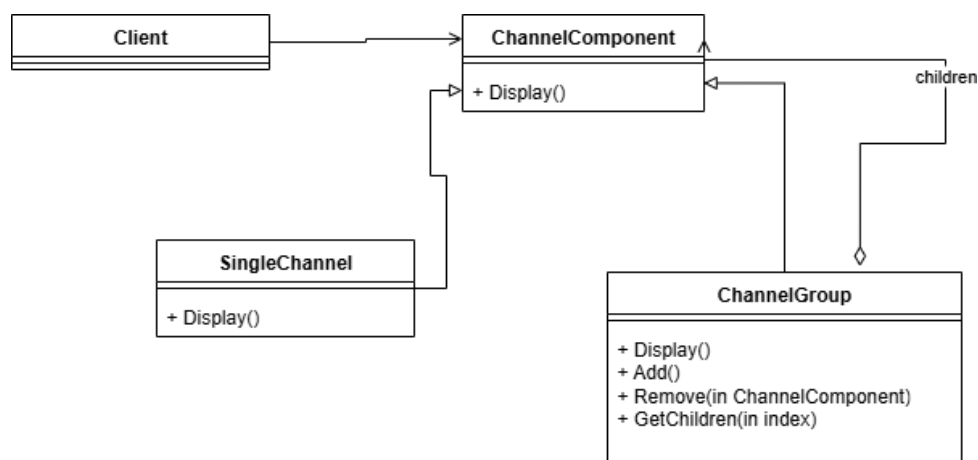 Client
ChannelComponent
+ Display()
children
SingleChannel
+ Display()
ChannelGroup
+ Display()
+ Add()
+ Remove(in ChannelComponent)
+ GetChildren(in index)